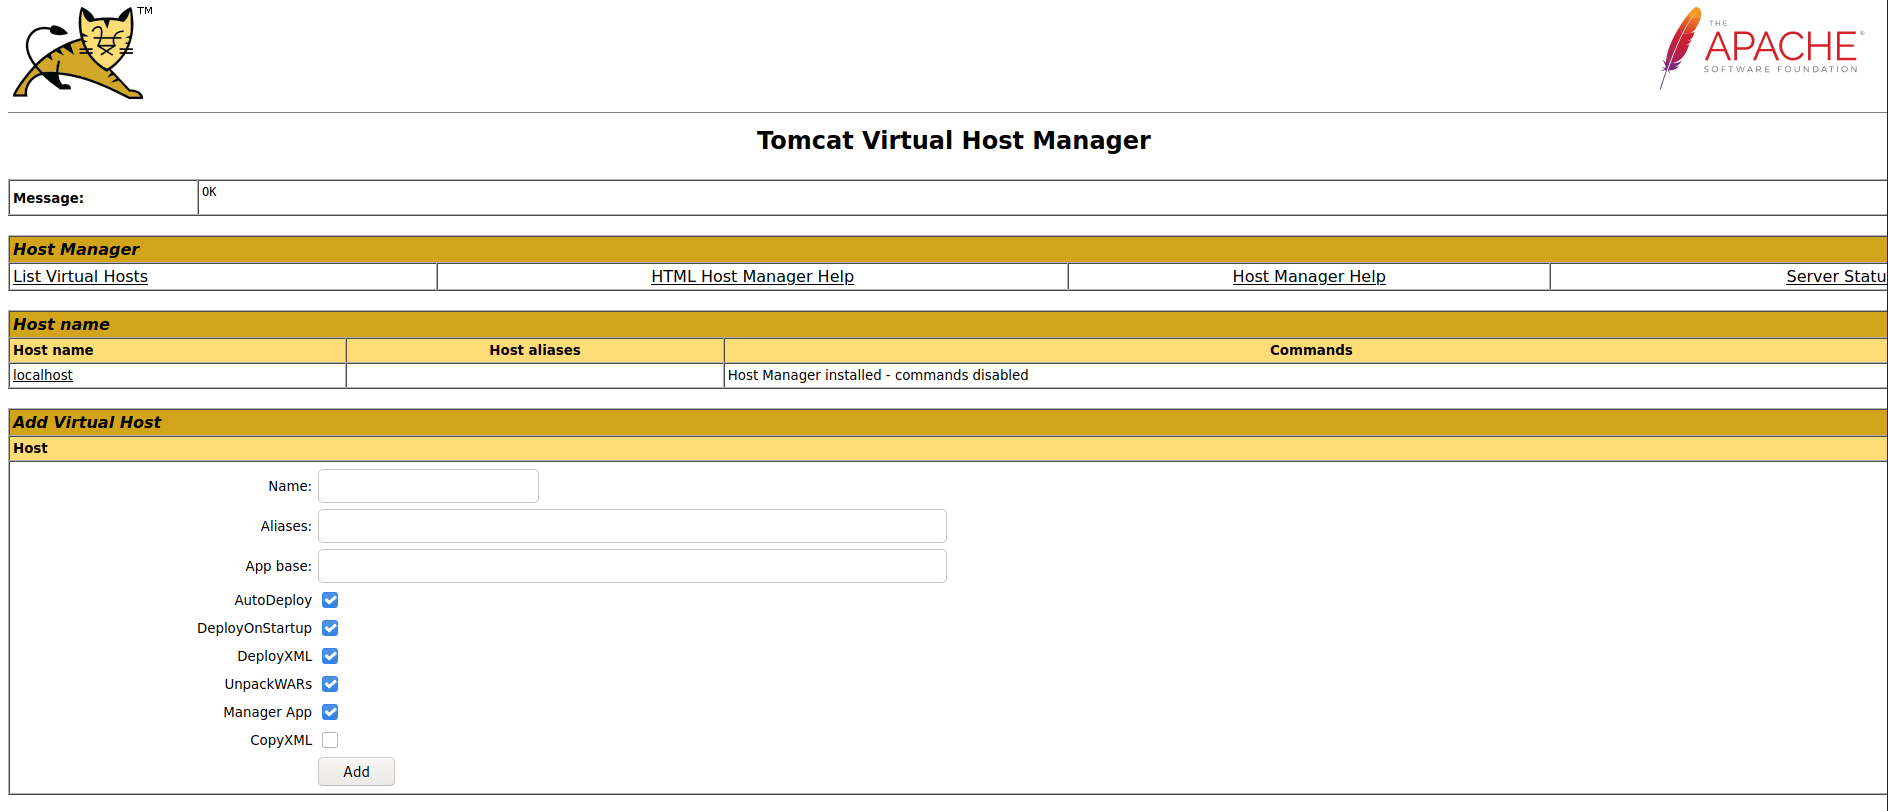 TM
THE
APACHE®
SOFTWARE FOUNDATION
Tomcat Virtual Host Manager
Message: OK
Host Manager
List Virtual Hosts HTML Host Manager Help Host Manager Help Server Statu
Host name
Host name Host aliases Commands
localhost Host Manager installed - commands disabled
Add Virtual Host
Host
Name:
Aliases:
App base:
AutoDeploy
DeployOnStartup
DeployXML
UnpackWARs
Manager App
CopyXML
Add